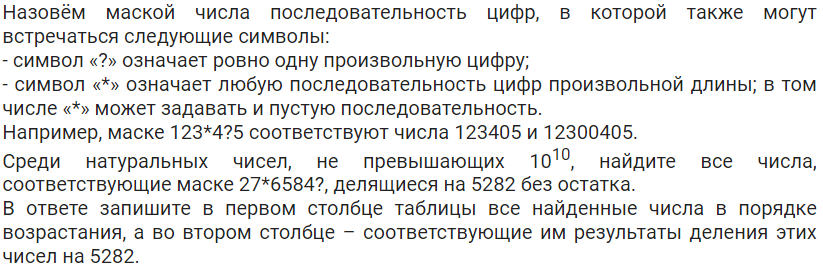 Назовём маской числа последовательность цифр, в которой также могут
встречаться следующие символы:
- символ «?» означает ровно одну произвольную цифру;
- символ «*» означает любую последовательность цифр произвольной длины; в том
числе «*» может задавать и пустую последовательность.
Например, маске 123*4?5 соответствуют числа 123405 и 12300405.
Среди натуральных чисел, не превышающих 10^10, найдите все числа,
соответствующие маске 27*6584?, делящиеся на 5282 без остатка.
В ответе запишите в первом столбце таблицы все найденные числа в порядке
возрастания, а во втором столбце – соответствующие им результаты деления этих
чисел на 5282.